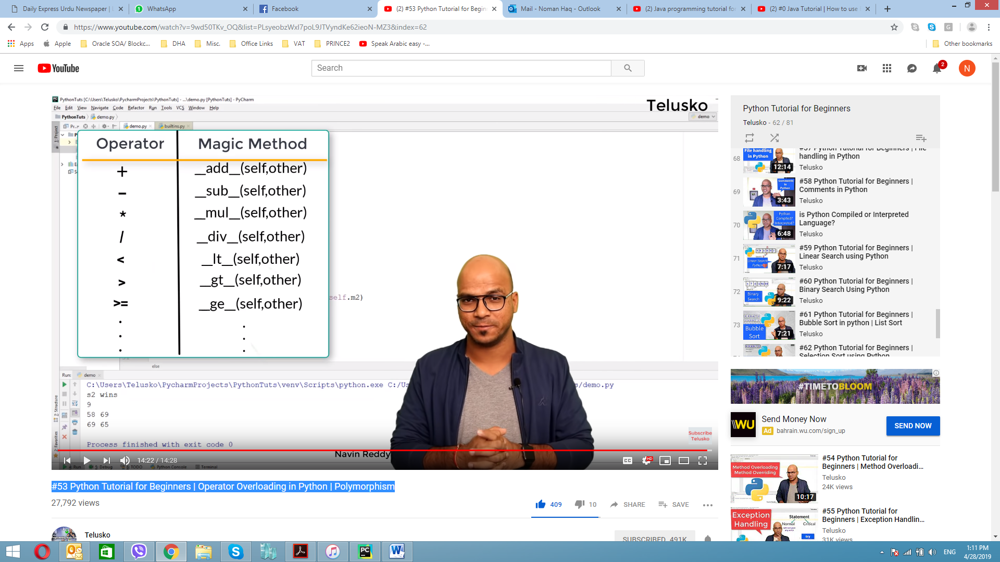 Daily Express Urdu Newspaper |
WhatsApp
Facebook
(2) #53 Python Tutorial for Begin
Mail - Noman Haq - Outlook
(2) Java programming tutorial fo
(2) #0 Java Tutorial | How to use
https://www.youtube.com/watch?v=9wd50TKv_OQ&list=PLsyeobzWxl7poL9JTVyndKe62ieoN-MZ3&index=62
Apps
Apple
Oracle SOA/ Blockc...
DHA
Misc.
Office Links
VAT
PRINCE2
Speak Arabic easy -...
Other bookmarks
YouTube
Search
2
N
PythonTuts [C:\Users\Telusko\PycharmProjects\PythonTuts] - ...\demo.py [PythonTuts] - PyCharm
File Edit View Navigate Code Refactor Run Tools VCS Window Help
PythonTuts demo.py
demo
Telusko
1: Project
Pr...
demo.py
builtins.py
Operator Magic Method
+ __add__(self,other)
- __sub__(self,other)
* __mul__(self,other)
/ __div__(self,other)
< __lt__(self,other)
> __gt__(self,other)
>= __ge__(self,other)
. .
. .
. .
self.m2)
else
Run: demo
C:\Users\Telusko\PycharmProjects\PythonTuts\venv\Scripts\python.exe C:/Us
s/demo.py
s2 wins
9
58 69
69 65
Process finished with exit code 0
7: Structure
2: Favorites
Subscribe
Telusko
Navin Reddy
14:22 / 14:28
CC
HD
4: Run 5: Debug 6: TODO Python Console Terminal
#53 Python Tutorial for Beginners | Operator Overloading in Python | Polymorphism
27,792 views
409
10
SHARE
SAVE
Telusko
SUBSCRIBED 491K
Python Tutorial for Beginners
Telusko - 62 / 81
68
File handling
in Python
12:14
#57 Python Tutorial for Beginners | File
handling in Python
Telusko
69
Comments
in
Python
3:43
#58 Python Tutorial for Beginners |
Comments in Python
Telusko
70
Python
Compiled?
Interpreted?
6:48
is Python Compiled or Interpreted
Language?
Telusko
71
Linear Search
Python
7:17
#59 Python Tutorial for Beginners |
Linear Search using Python
Telusko
72
Binary
Search
9:22
#60 Python Tutorial for Beginners |
Binary Search Using Python
Telusko
73
Bubble
Sort
7:21
#61 Python Tutorial for Beginners |
Bubble Sort in python | List Sort
Telusko
#62 Python Tutorial for Beginners |
Selection Sort using Python
#TIMETOBLOOM
WU
Send Money Now
Ad bahrain.wu.com/sign_up
SEND NOW
Method Overloading
Method Overriding
10:17
#54 Python Tutorial for
Beginners | Method Overloadi...
Telusko
24K views
Exception
Handling
Statement
Normal
Critical
will not give
any error
try
#55 Python Tutorial for
Beginners | Exception Handlin...
Telusko
31K views
ENG
1:11 PM
4/28/2019